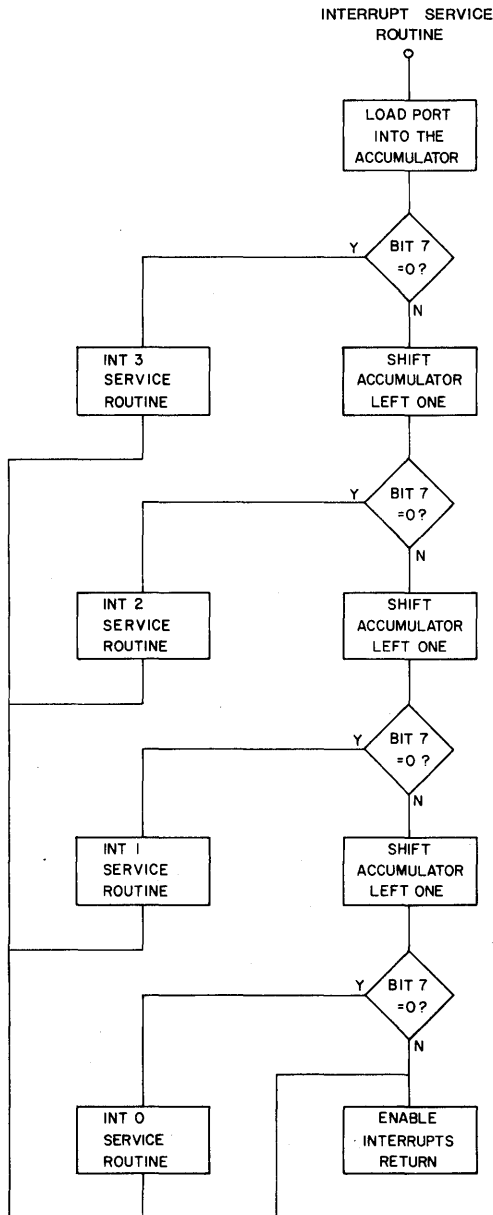 INTERRUPT SERVICE
ROUTINE
LOAD PORT
INTO THE
ACCUMULATOR
BIT 7
=0?
Y
N
INT 3
SERVICE
ROUTINE
SHIFT
ACCUMULATOR
LEFT ONE
BIT 7
=0?
Y
N
INT 2
SERVICE
ROUTINE
SHIFT
ACCUMULATOR
LEFT ONE
BIT 7
=0?
Y
N
INT 1
SERVICE
ROUTINE
SHIFT
ACCUMULATOR
LEFT ONE
BIT 7
=0?
Y
N
INT 0
SERVICE
ROUTINE
ENABLE
INTERRUPTS
RETURN